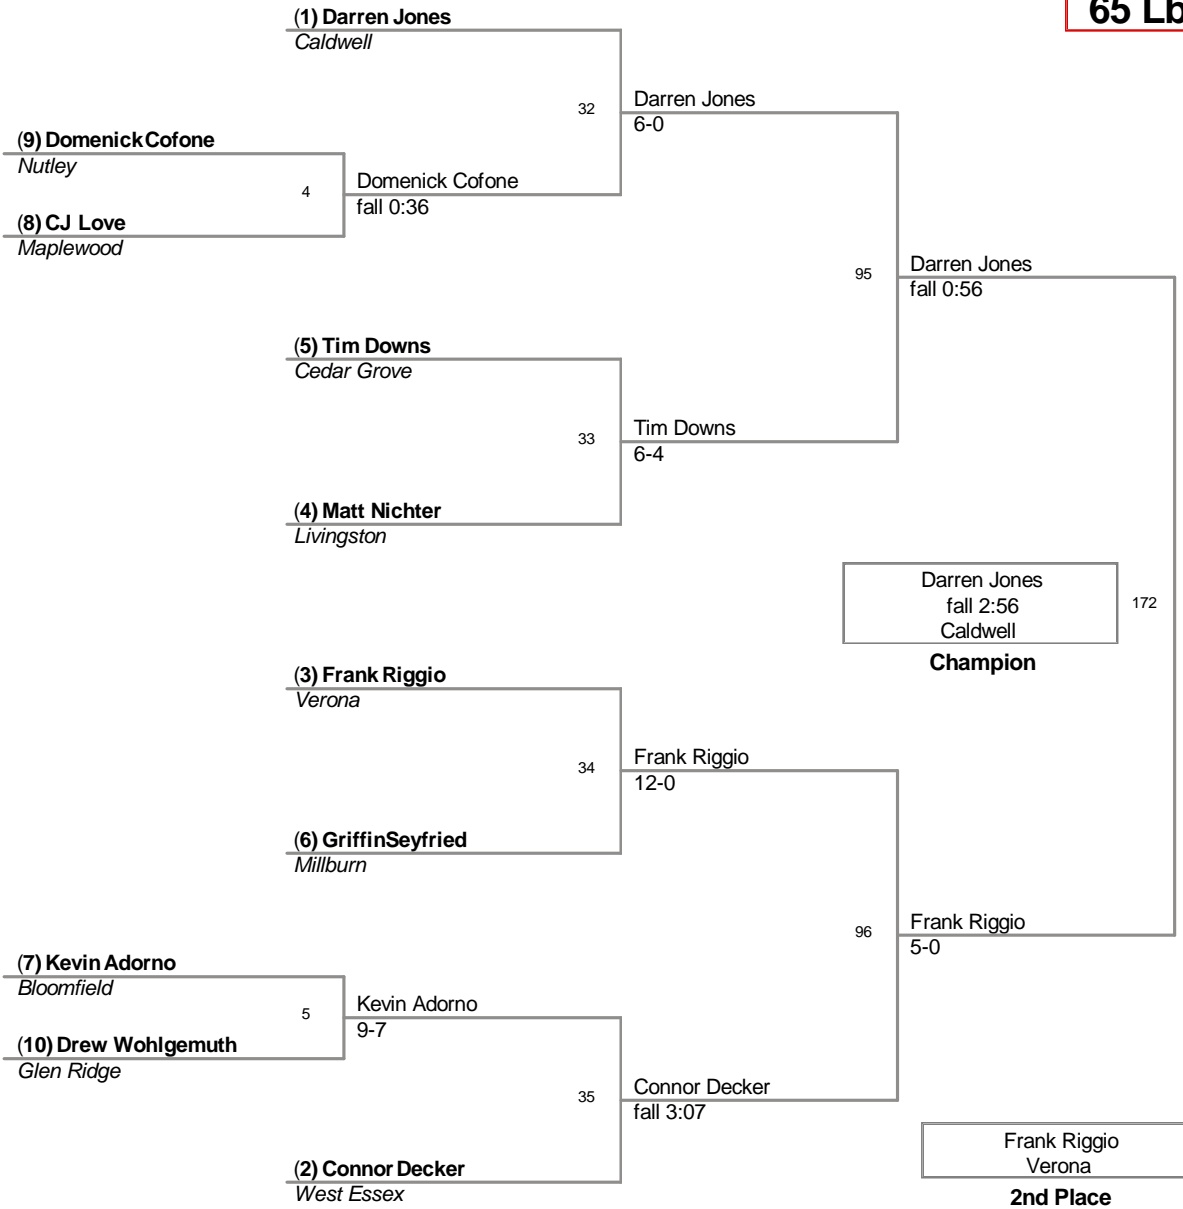 65 Lb
(1) Darren Jones
Caldwell
32
Darren Jones
6-0
(9) DomenickCofone
Nutley
4
Domenick Cofone
fall 0:36
(8) CJ Love
Maplewood
95
Darren Jones
fall 0:56
(5) Tim Downs
Cedar Grove
33
Tim Downs
6-4
(4) Matt Nichter
Livingston
Darren Jones
fall 2:56
Caldwell
172
Champion
(3) Frank Riggio
Verona
34
Frank Riggio
12-0
(6) GriffinSeyfried
Millburn
96
Frank Riggio
5-0
(7) Kevin Adorno
Bloomfield
5
Kevin Adorno
9-7
(10) Drew Wohlgemuth
Glen Ridge
35
Connor Decker
fall 3:07
(2) Connor Decker
West Essex
Frank Riggio
Verona
2nd Place